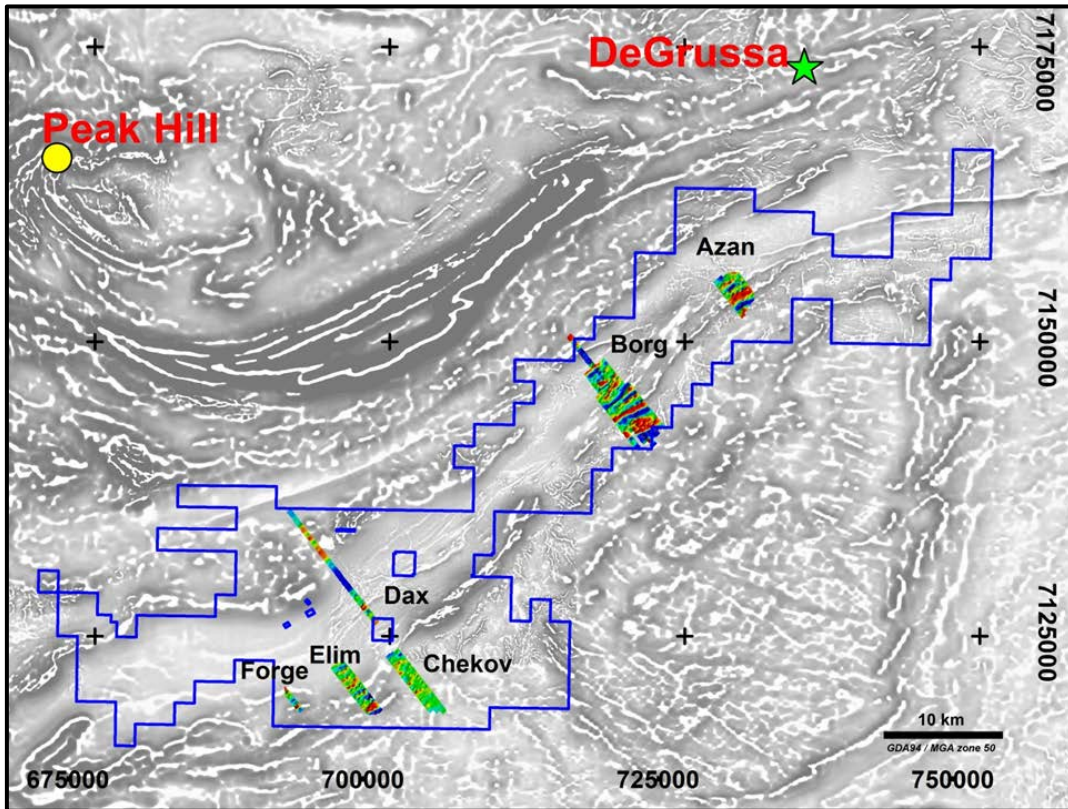 DeGrussa
7175000
Peak Hill
Azan
Borg
7150000
Dax
Elim
Chekov
Forge
7125000
10 km
GDA94 / MGA zone 50
675000
700000
725000
750000